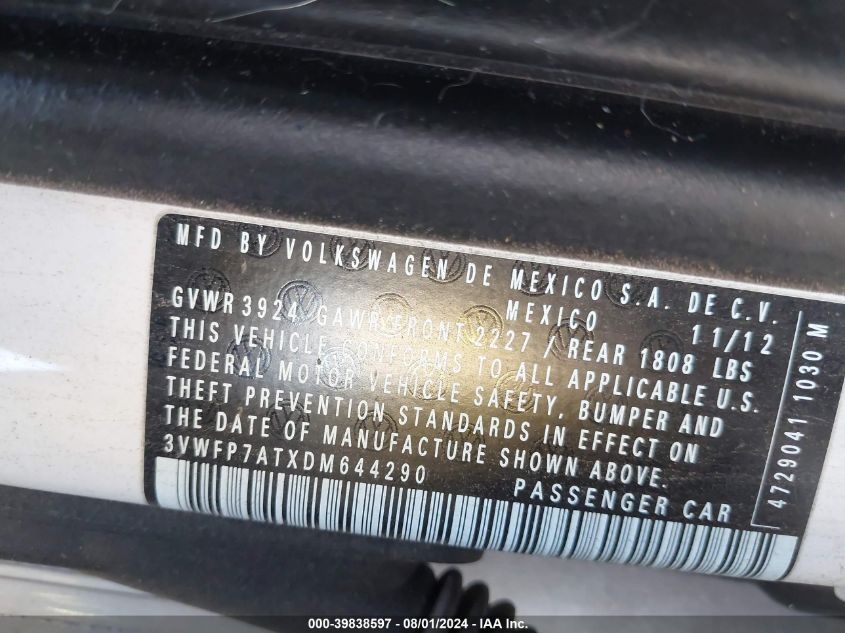 MFD BY VOLKSWAGEN DE MEXICO S.A. DE C.V.
MEXICO 11/12
GVWR 3924 GAWR FRONT 2227 / REAR 1808 LBS
THIS VEHICLE CONFORMS TO ALL APPLICABLE U.S.
FEDERAL MOTOR VEHICLE SAFETY, BUMPER AND
THEFT PREVENTION STANDARDS IN EFFECT ON
THE DATE OF MANUFACTURE SHOWN ABOVE.
3VWFP7ATXDM644290 PASSENGER CAR
4729041 1030 M
000-39838597 - 08/01/2024 - IAA Inc.